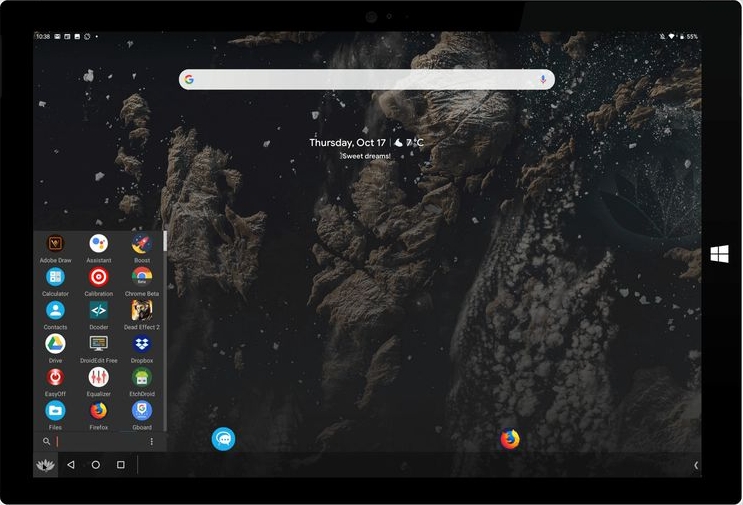 10:38
55%
Thursday, Oct 17 | 7 °C
Sweet dreams!
Adobe Draw Assistant Boost
Calculator Calibration Chrome Beta
Contacts Dcoder Dead Effect 2
Drive DroidEdit Free Dropbox
EasyOff Equalizer EtchDroid
Files Firefox Gboard